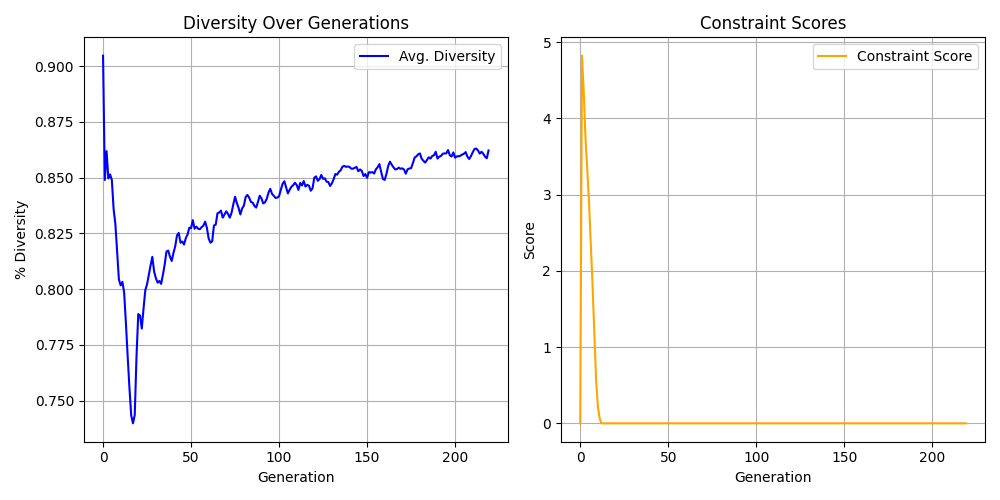 Diversity Over Generations
Avg. Diversity
0.900
0.875
0.850
0.825
0.800
0.775
0.750
% Diversity
0 50 100 150 200
Generation
Constraint Scores
Constraint Score
5
4
3
2
1
0
Score
0 50 100 150 200
Generation